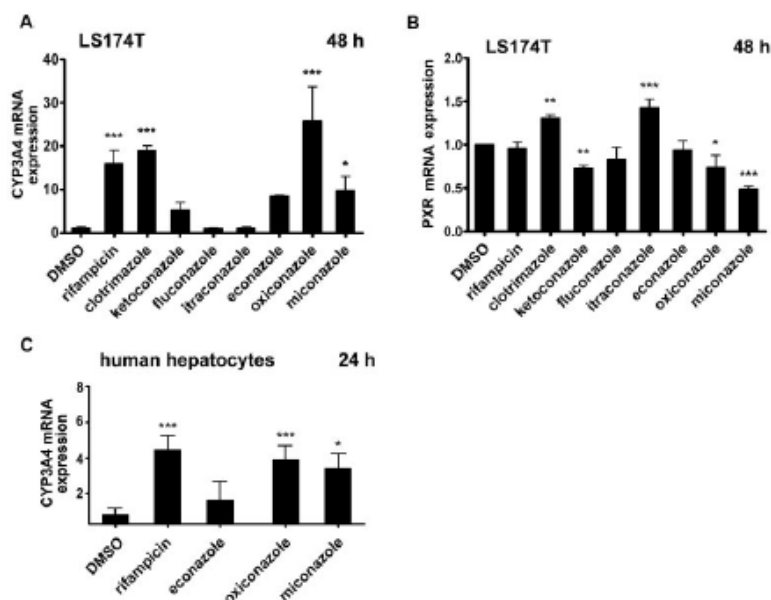 A
LS174T 48 h
CYP3A4 mRNA
expression
40
30
20
10
0
***
***
***
*
DMSO
rifampicin
clotrimazole
ketoconazole
fluconazole
itraconazole
econazole
oxiconazole
miconazole
B
LS174T 48 h
PXR mRNA expression
2.0
1.5
1.0
0.5
0.0
**
**
***
*
***
DMSO
rifampicin
clotrimazole
ketoconazole
fluconazole
itraconazole
econazole
oxiconazole
miconazole
C
human hepatocytes 24 h
CYP3A4 mRNA
expression
8
6
4
2
***
***
*
DMSO
rifampicin
econazole
oxiconazole
miconazole